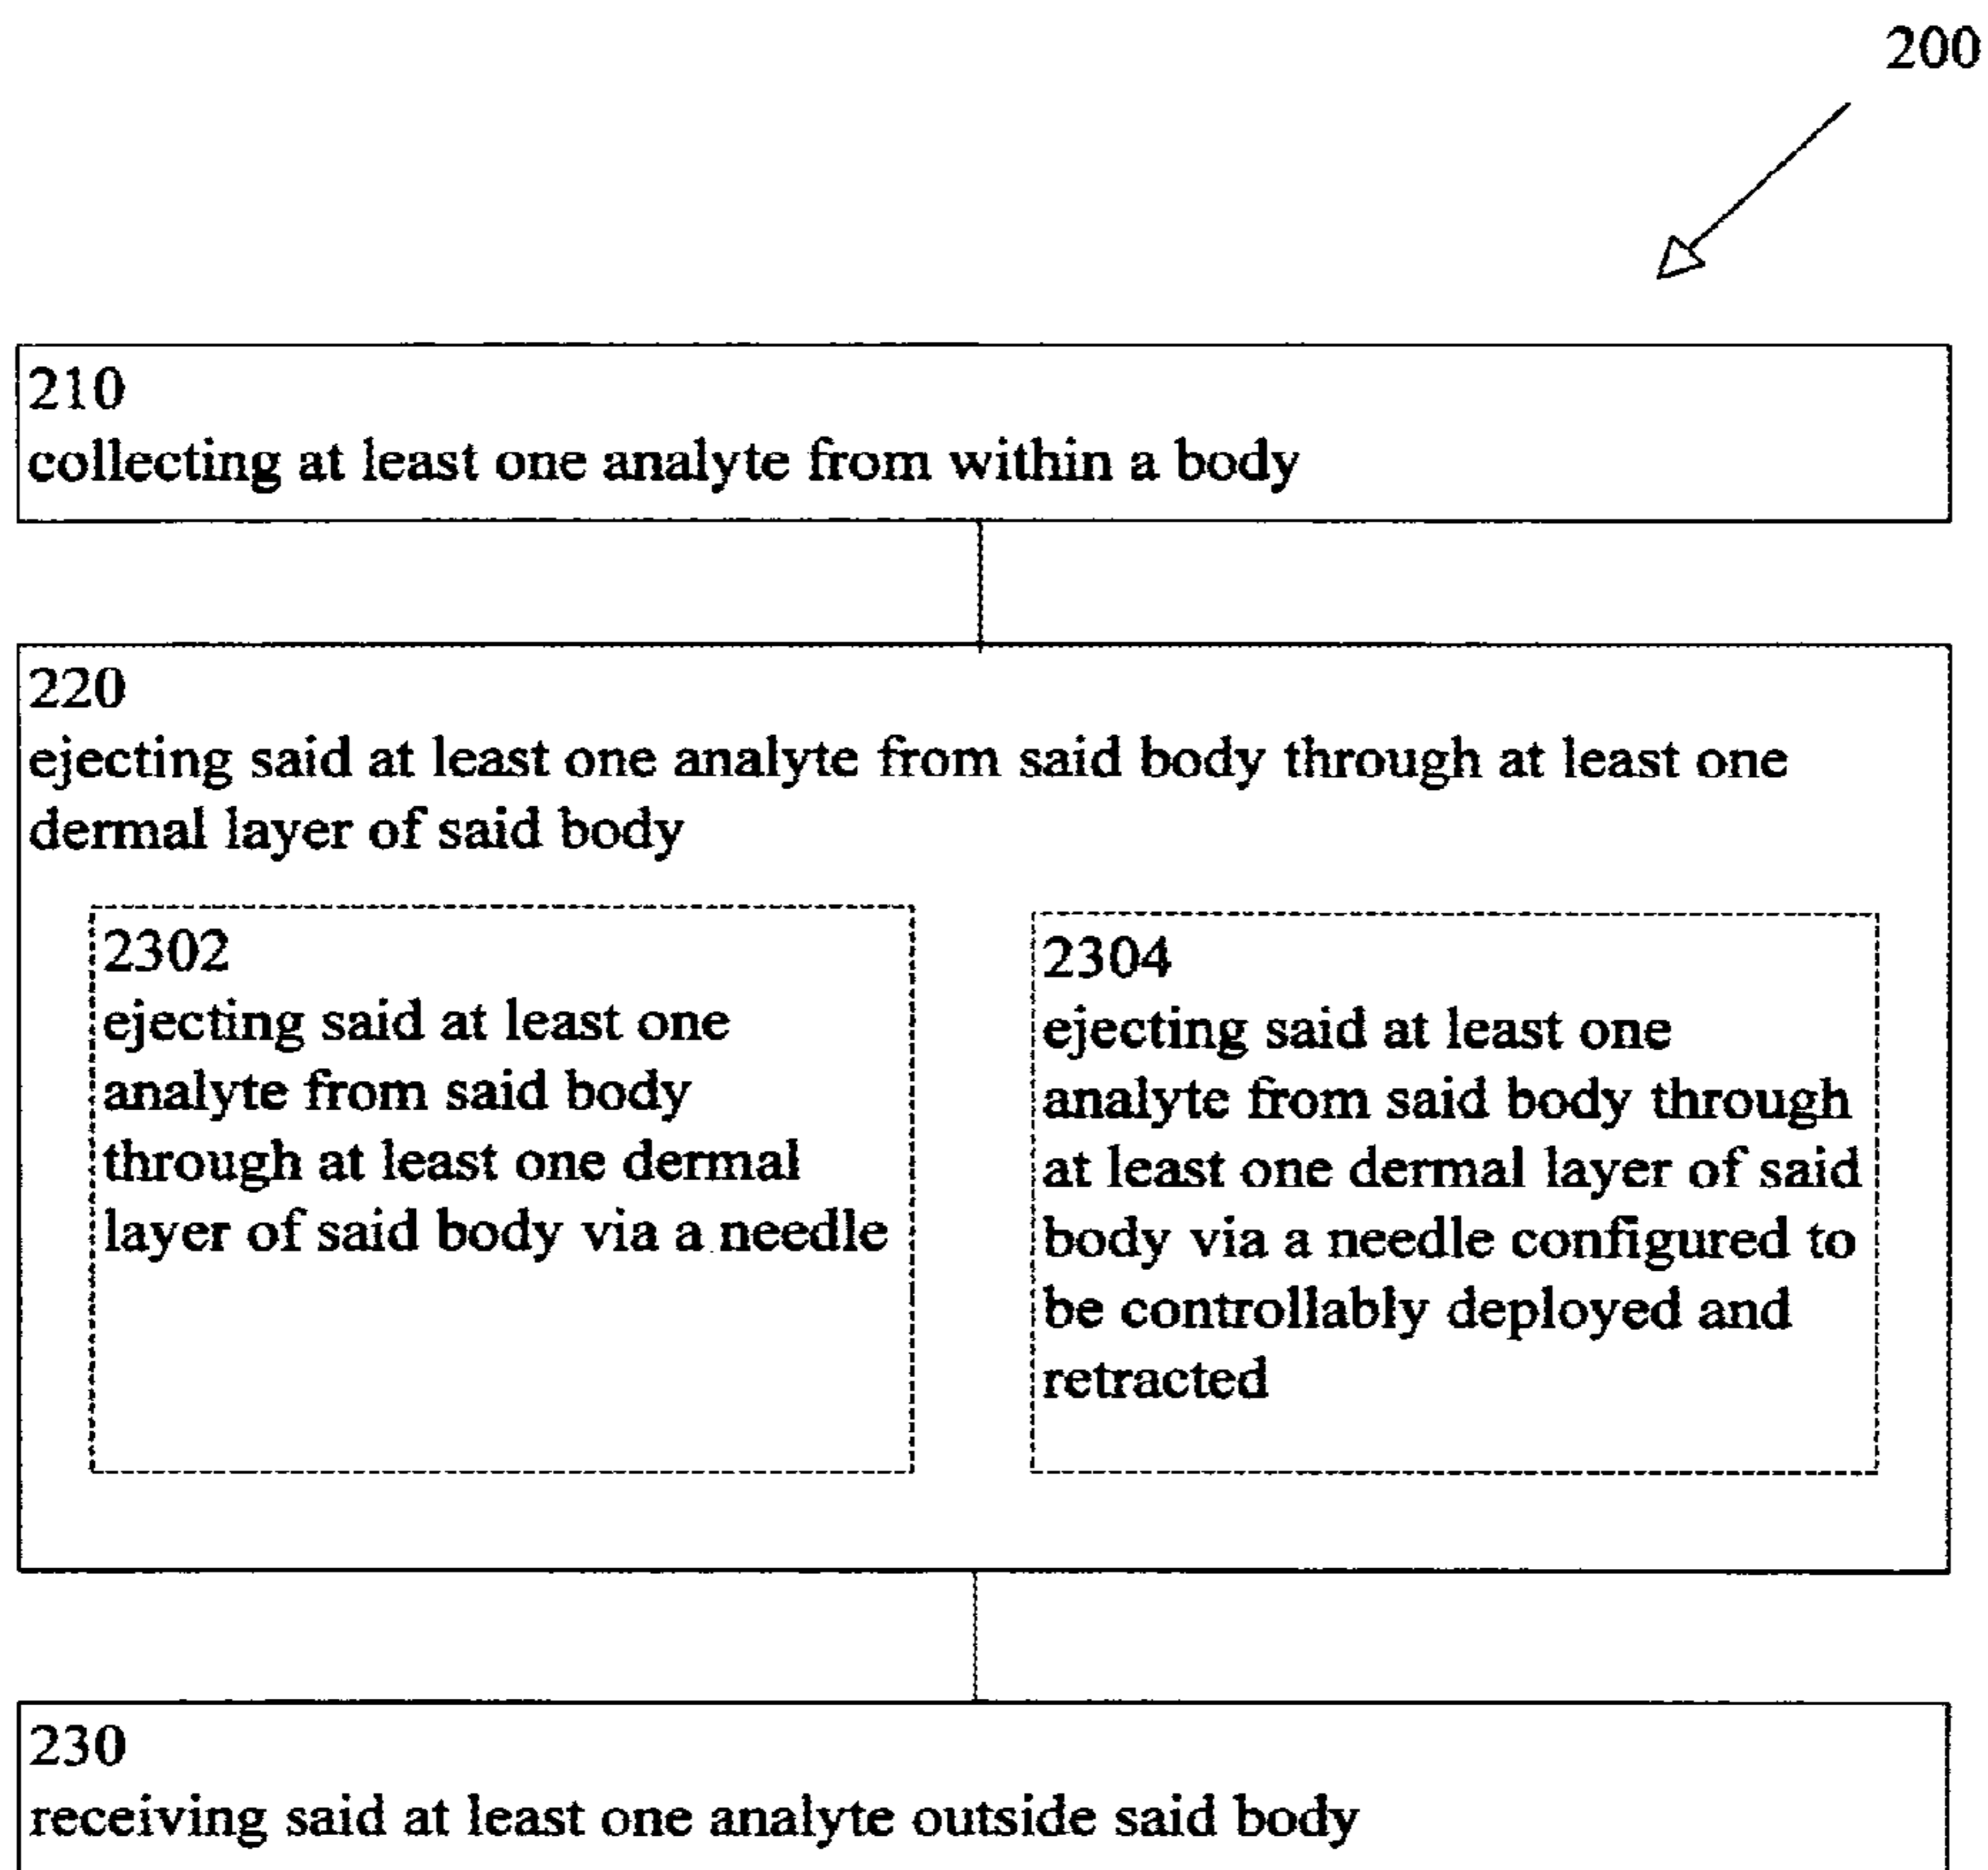 200
210
collecting at least one analyte from within a body
220
ejecting said at least one analyte from said body through at least one
dermal layer of said body
2302
ejecting said at least one
analyte from said body
through at least one dermal
layer of said body via a needle
2304
ejecting said at least one
analyte from said body through
at least one dermal layer of said
body via a needle configured to
be controllably deployed and
retracted
230
receiving said at least one analyte outside said body